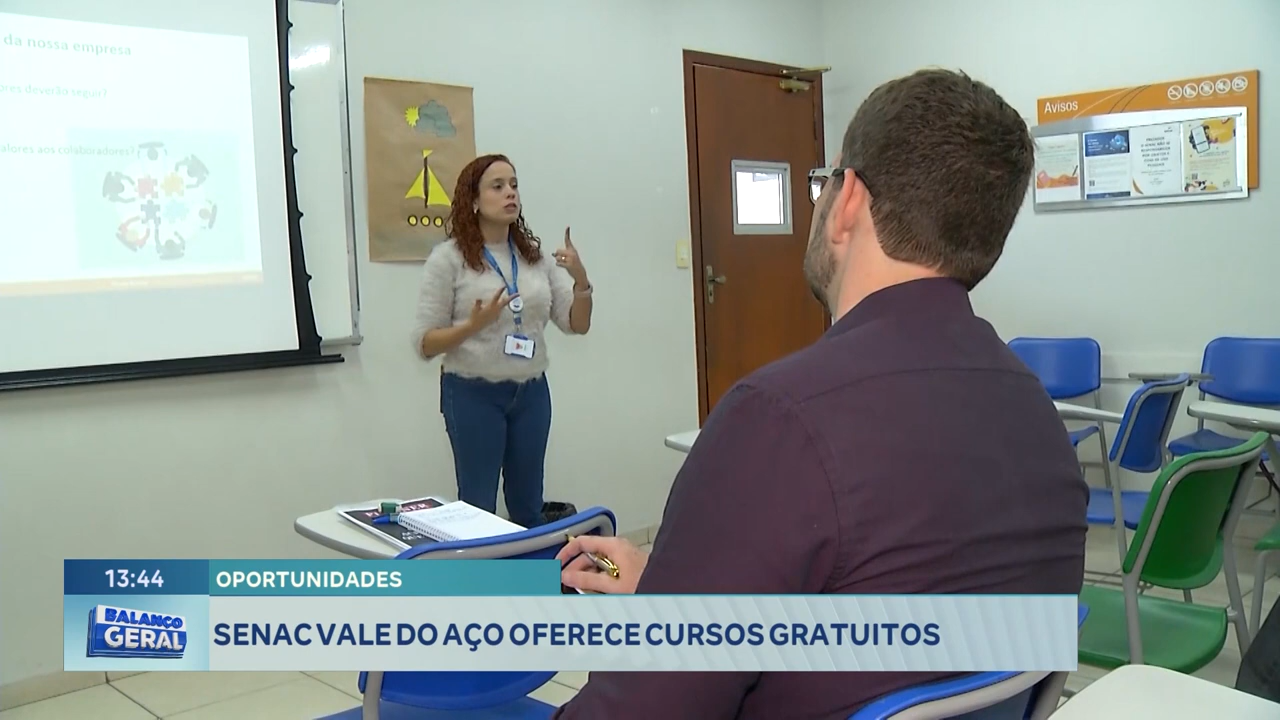 da nossa empresa
ores deverão seguir?
alores aos colaboradores?
Avisos
13:44
OPORTUNIDADES
BALANÇO
GERAL
SENAC VALE DO AÇO OFERECE CURSOS GRATUITOS